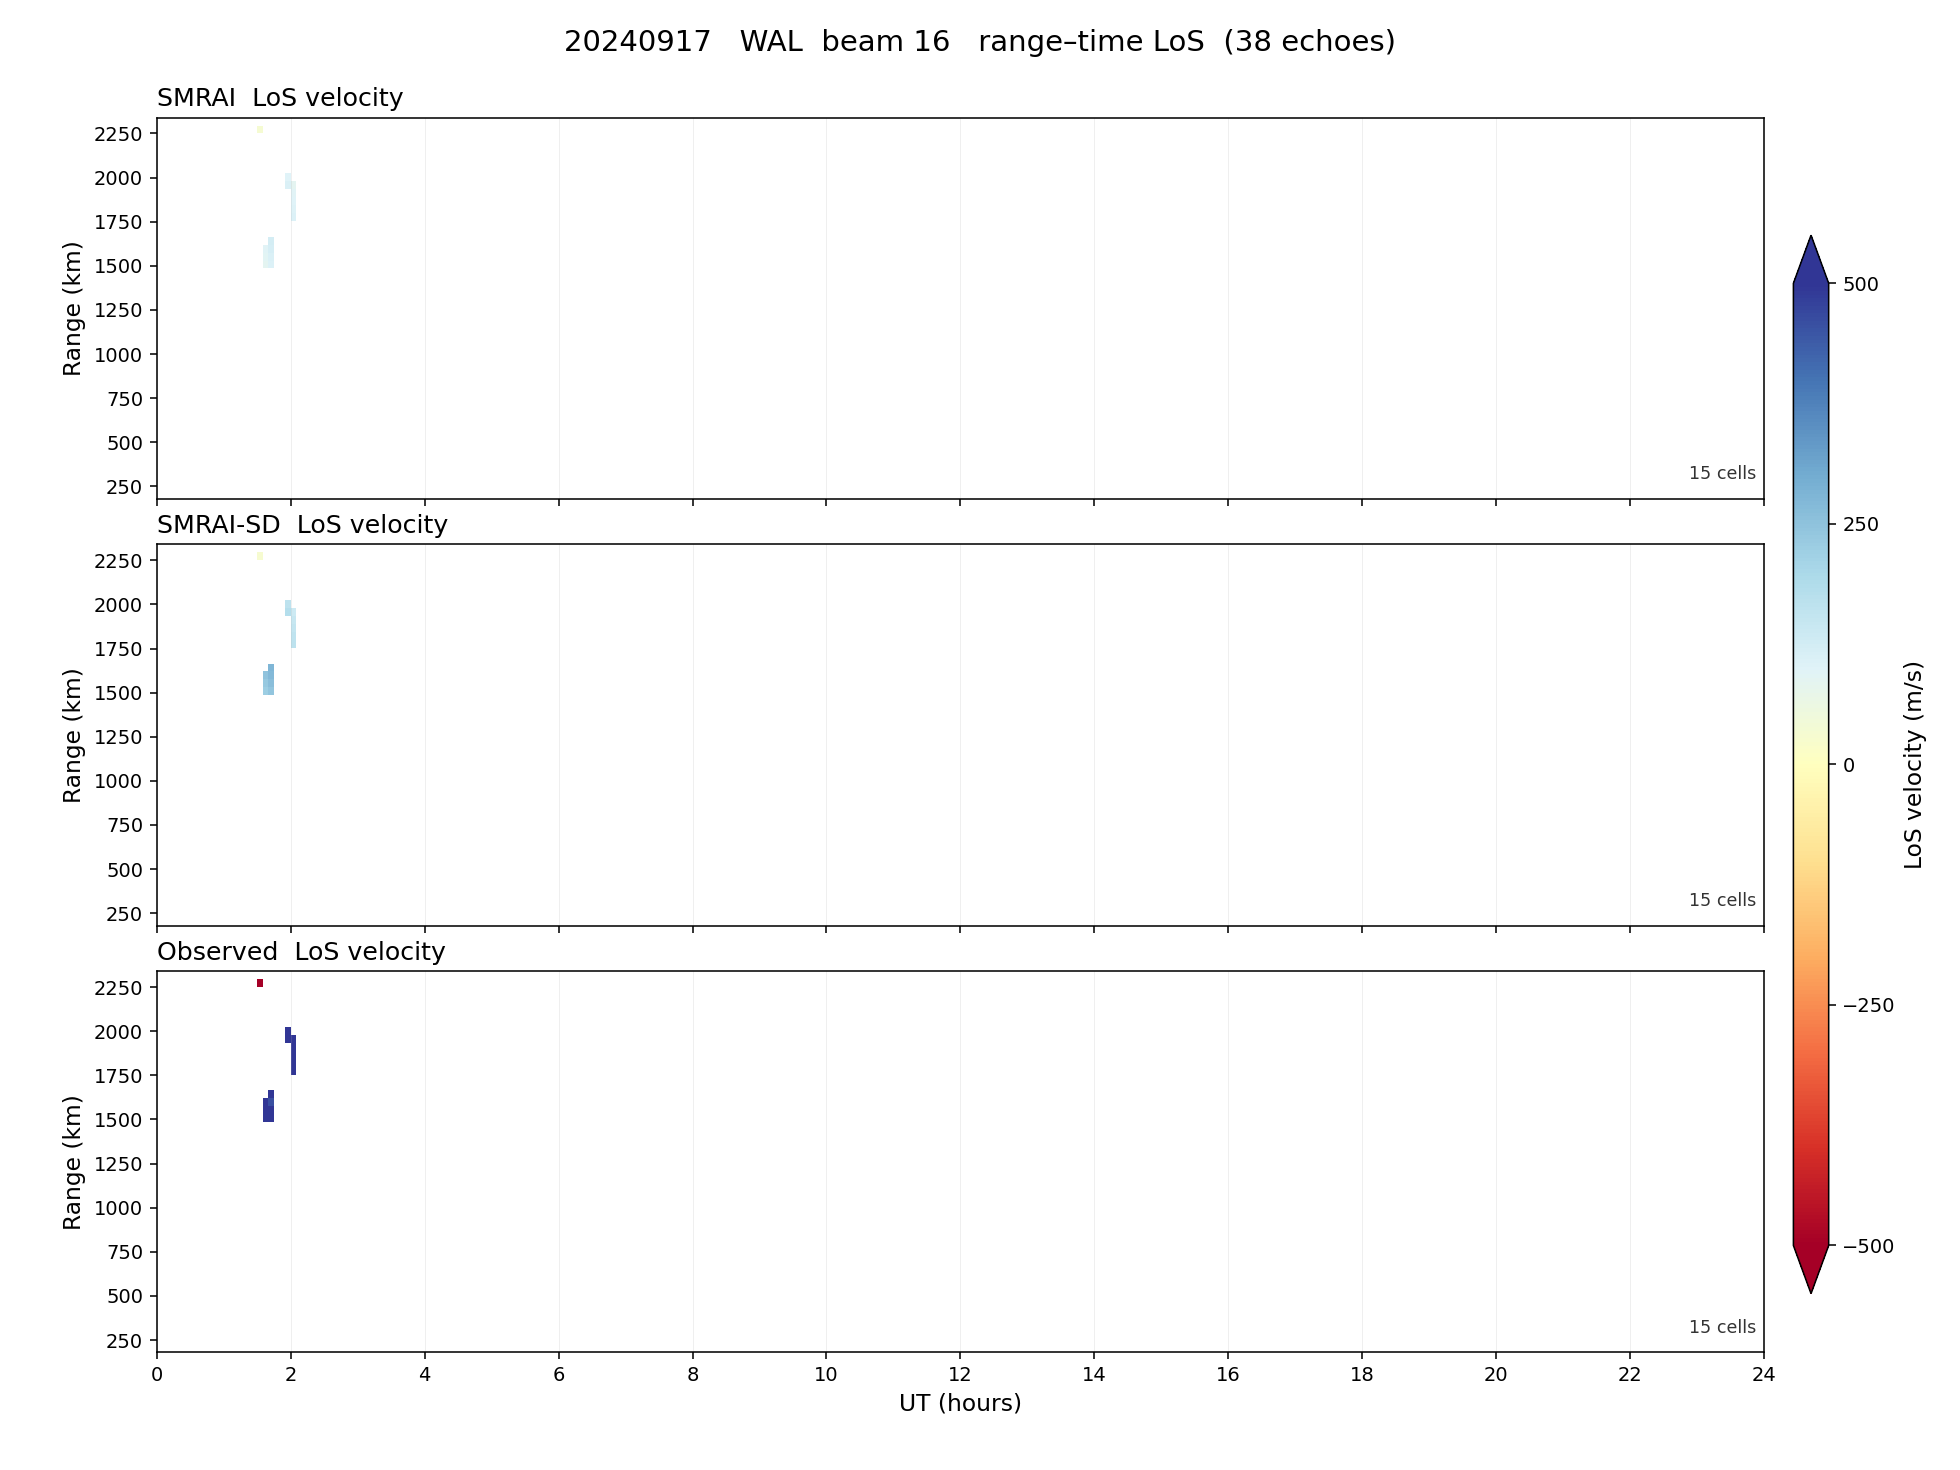 20240917   WAL  beam 16   range–time LoS  (38 echoes)
SMRAI  LoS velocity
2250
2000
1750
1500
1250
1000
750
500
250
Range (km)
15 cells
SMRAI-SD  LoS velocity
2250
2000
1750
1500
1250
1000
750
500
250
Range (km)
15 cells
Observed  LoS velocity
2250
2000
1750
1500
1250
1000
750
500
250
Range (km)
15 cells
0 2 4 6 8 10 12 14 16 18 20 22 24
UT (hours)
500
250
0
−250
−500
LoS velocity (m/s)